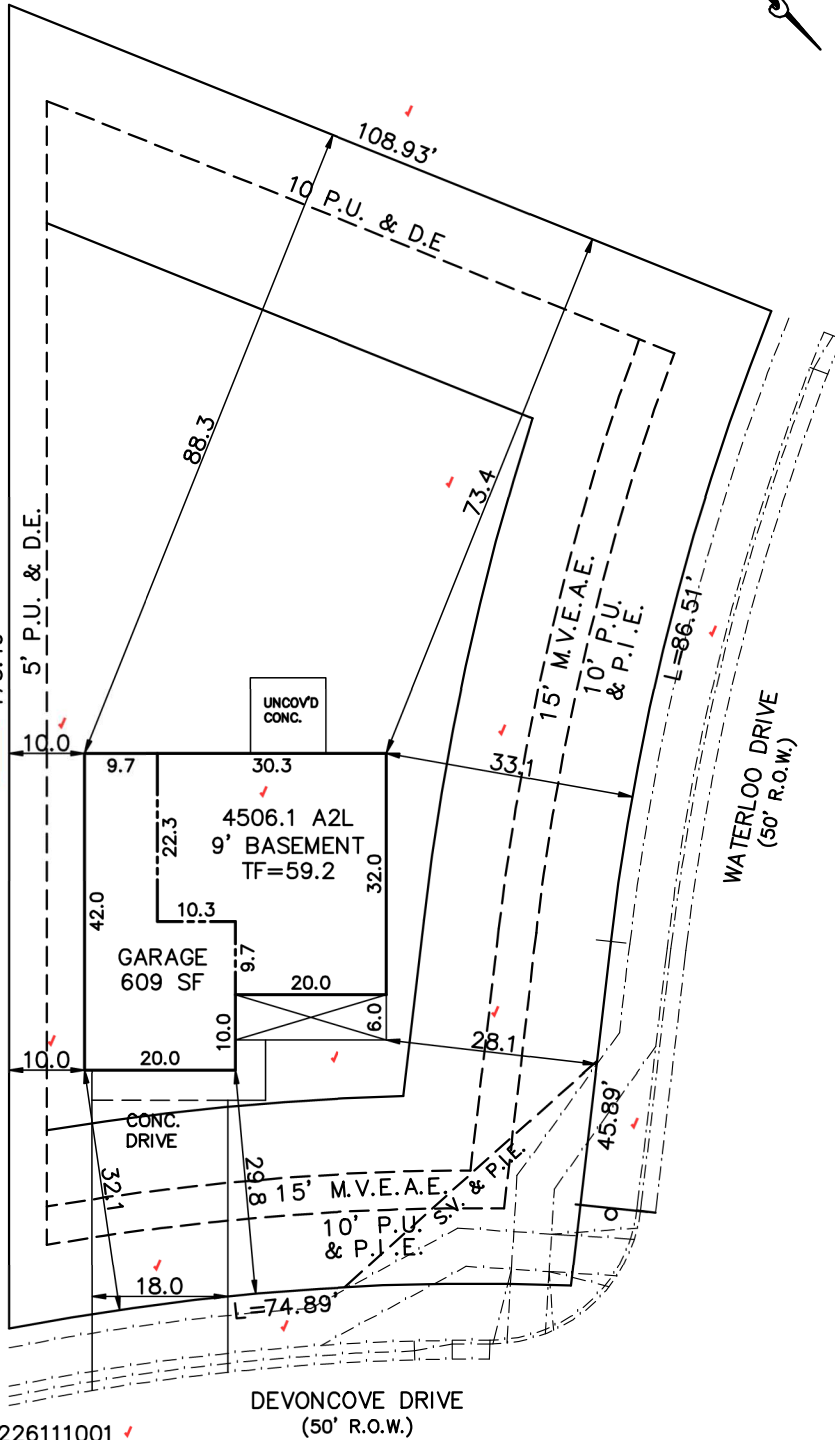 108.93'
10 P.U. & D.E
88.3
73.4
5' P.U. & D.E.
15' M.V.E.A.E.
10' P.U.
& P.I.E.
L=86.51'
WATERLOO DRIVE
(50' R.O.W.)
UNCOV'D
CONC.
10.0
9.7
30.3
33.1
4506.1 A2L
9' BASEMENT
TF=59.2
22.3
32.0
42.0
10.3
9.7
GARAGE
609 SF
20.0
10.0
6.0
28.1
10.0
20.0
CONC.
DRIVE
45.89'
32.1
29.8
15' M.V.E.A.E.
S.V. & P.I.E.
10' P.U.
& P.I.E.
18.0
L=74.89'
DEVONCOVE DRIVE
(50' R.O.W.)
226111001